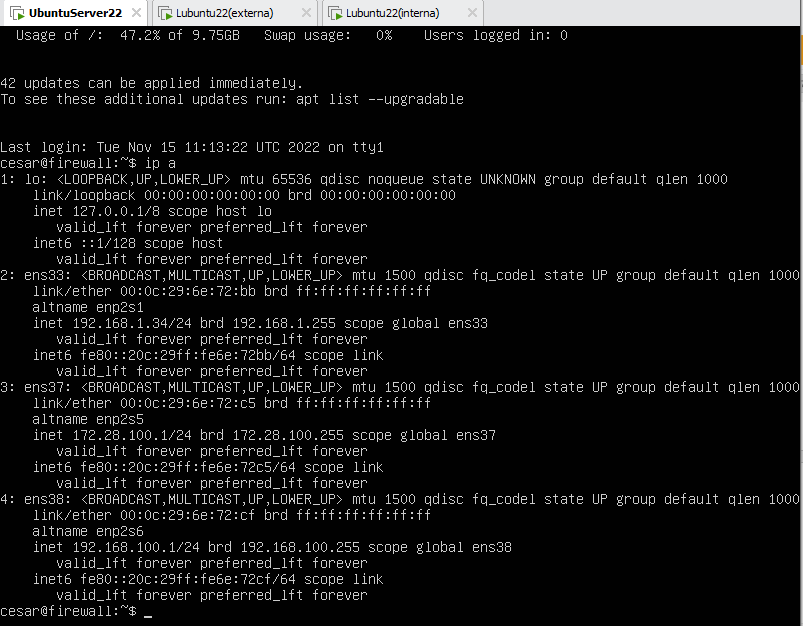 UbuntuServer22 Lubuntu22(externa) Lubuntu22(interna)
Usage of /: 47.2% of 9.75GB Swap usage: 0% Users logged in: 0
42 updates can be applied immediately.
To see these additional updates run: apt list --upgradable
Last login: Tue Nov 15 11:13:22 UTC 2022 on tty1
cesar@firewall:~$ ip a
1: lo: <LOOPBACK,UP,LOWER_UP> mtu 65536 qdisc noqueue state UNKNOWN group default qlen 1000
link/loopback 00:00:00:00:00:00 brd 00:00:00:00:00:00
inet 127.0.0.1/8 scope host lo
valid_lft forever preferred_lft forever
inet6 ::1/128 scope host
valid_lft forever preferred_lft forever
2: ens33: <BROADCAST,MULTICAST,UP,LOWER_UP> mtu 1500 qdisc fq_codel state UP group default qlen 1000
link/ether 00:0c:29:6e:72:bb brd ff:ff:ff:ff:ff:ff
altname enp2s1
inet 192.168.1.34/24 brd 192.168.1.255 scope global ens33
valid_lft forever preferred_lft forever
inet6 fe80::20c:29ff:fe6e:72bb/64 scope link
valid_lft forever preferred_lft forever
3: ens37: <BROADCAST,MULTICAST,UP,LOWER_UP> mtu 1500 qdisc fq_codel state UP group default qlen 1000
link/ether 00:0c:29:6e:72:c5 brd ff:ff:ff:ff:ff:ff
altname enp2s5
inet 172.28.100.1/24 brd 172.28.100.255 scope global ens37
valid_lft forever preferred_lft forever
inet6 fe80::20c:29ff:fe6e:72c5/64 scope link
valid_lft forever preferred_lft forever
4: ens38: <BROADCAST,MULTICAST,UP,LOWER_UP> mtu 1500 qdisc fq_codel state UP group default qlen 1000
link/ether 00:0c:29:6e:72:cf brd ff:ff:ff:ff:ff:ff
altname enp2s6
inet 192.168.100.1/24 brd 192.168.100.255 scope global ens38
valid_lft forever preferred_lft forever
inet6 fe80::20c:29ff:fe6e:72cf/64 scope link
valid_lft forever preferred_lft forever
cesar@firewall:~$ _